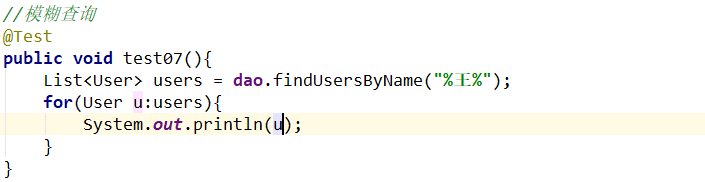 //模糊查询
@Test
public void test07(){
    List<User> users = dao.findUsersByName("%王%");
    for(User u:users){
        System.out.println(u);
    }
}